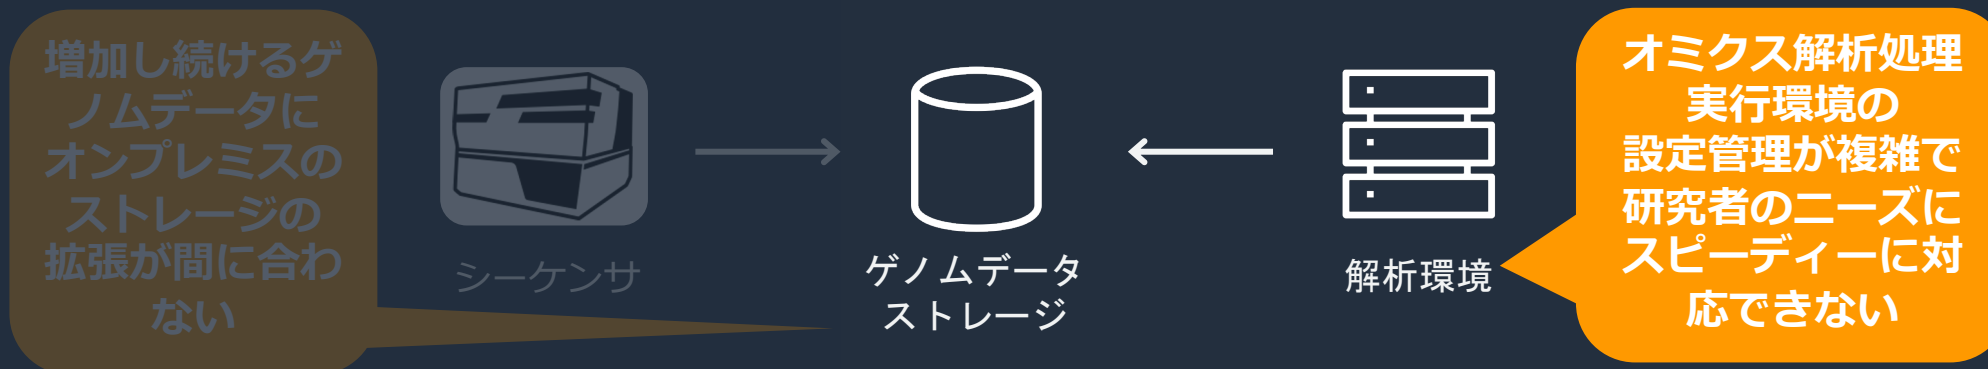 増加し続けるゲ
ノムデータに
オンプレミスの
ストレージの
拡張が間に合わ
ない
シーケンサ
ゲノムデータ
ストレージ
解析環境
オミクス解析処理
実行環境の
設定管理が複雑で
研究者のニーズに
スピーディーに対
応できない